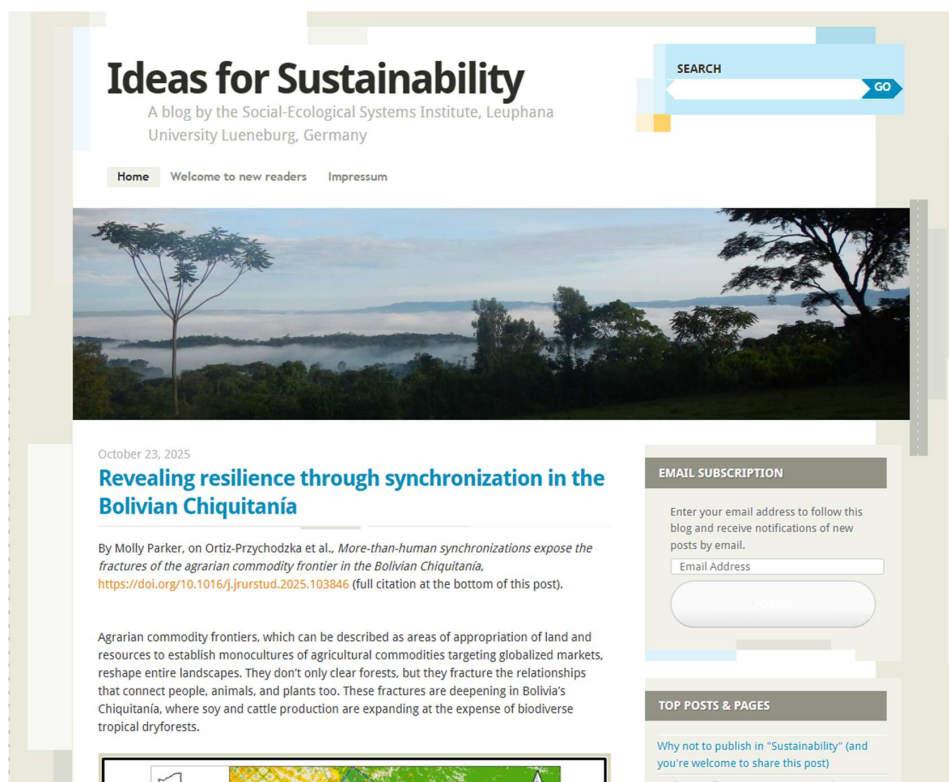 Ideas for Sustainability
A blog by the Social-Ecological Systems Institute, Leuphana
University Lueneburg, Germany
SEARCH
GO
Home
Welcome to new readers
Impressum
October 23, 2025
Revealing resilience through synchronization in the
Bolivian Chiquitanía
By Molly Parker, on Ortiz-Przychodzka et al., More-than-human synchronizations expose the
fractures of the agrarian commodity frontier in the Bolivian Chiquitanía,
https://doi.org/10.1016/j.jrurstud.2025.103846 (full citation at the bottom of this post).
Agrarian commodity frontiers, which can be described as areas of appropriation of land and
resources to establish monocultures of agricultural commodities targeting globalized markets,
reshape entire landscapes. They don't only clear forests, but they fracture the relationships
that connect people, animals, and plants too. These fractures are deepening in Bolivia's
Chiquitanía, where soy and cattle production are expanding at the expense of biodiverse
tropical dryforests.
EMAIL SUBSCRIPTION
Enter your email address to follow this
blog and receive notifications of new
posts by email.
Email Address
TOP POSTS & PAGES
Why not to publish in "Sustainability" (and
you're welcome to share this post)